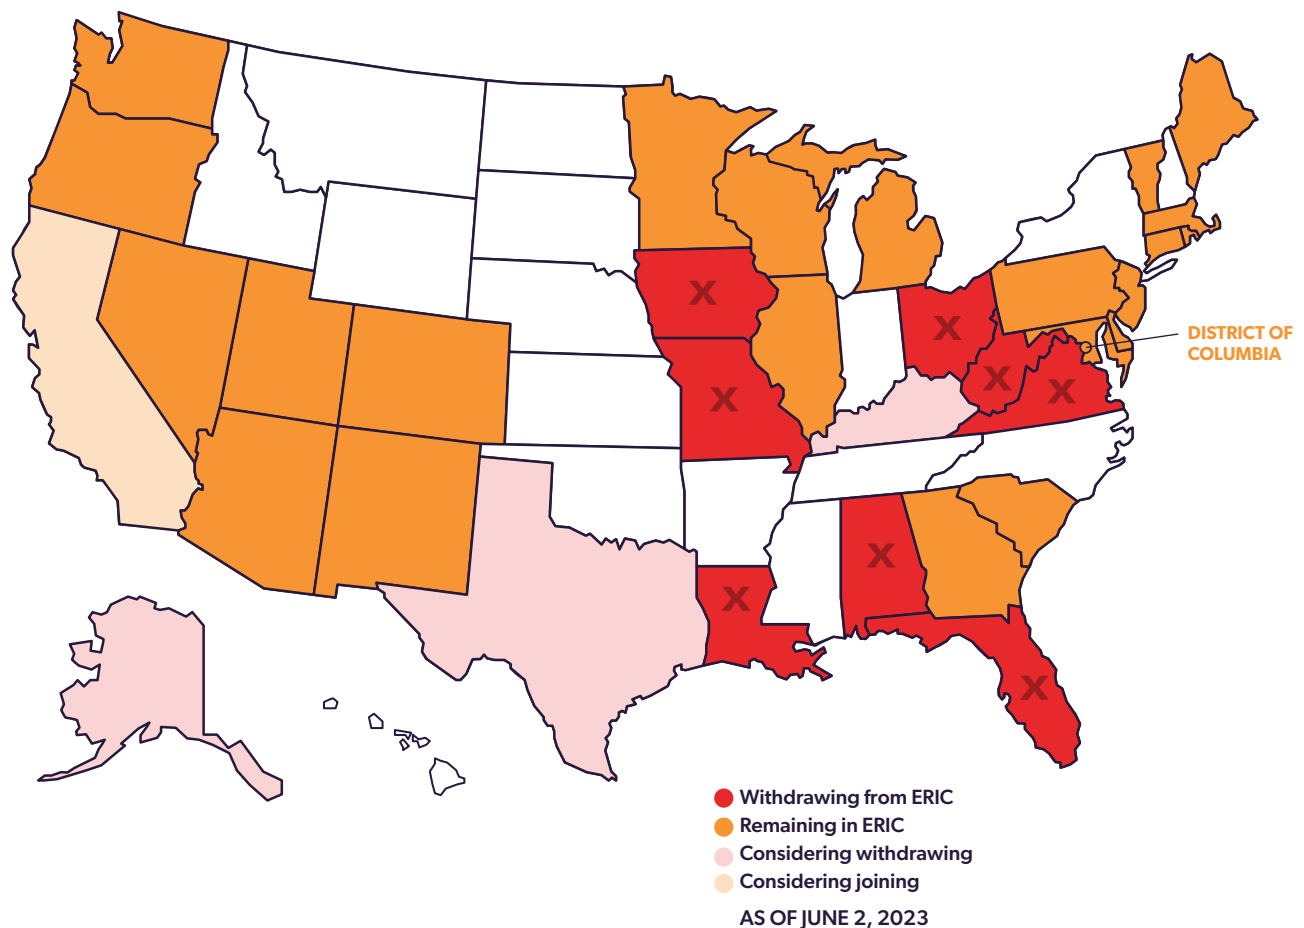 X
X
DISTRICT OF
COLUMBIA
X
X
X
X
X
X
Withdrawing from ERIC
Remaining in ERIC
Considering withdrawing
Considering joining
AS OF JUNE 2, 2023